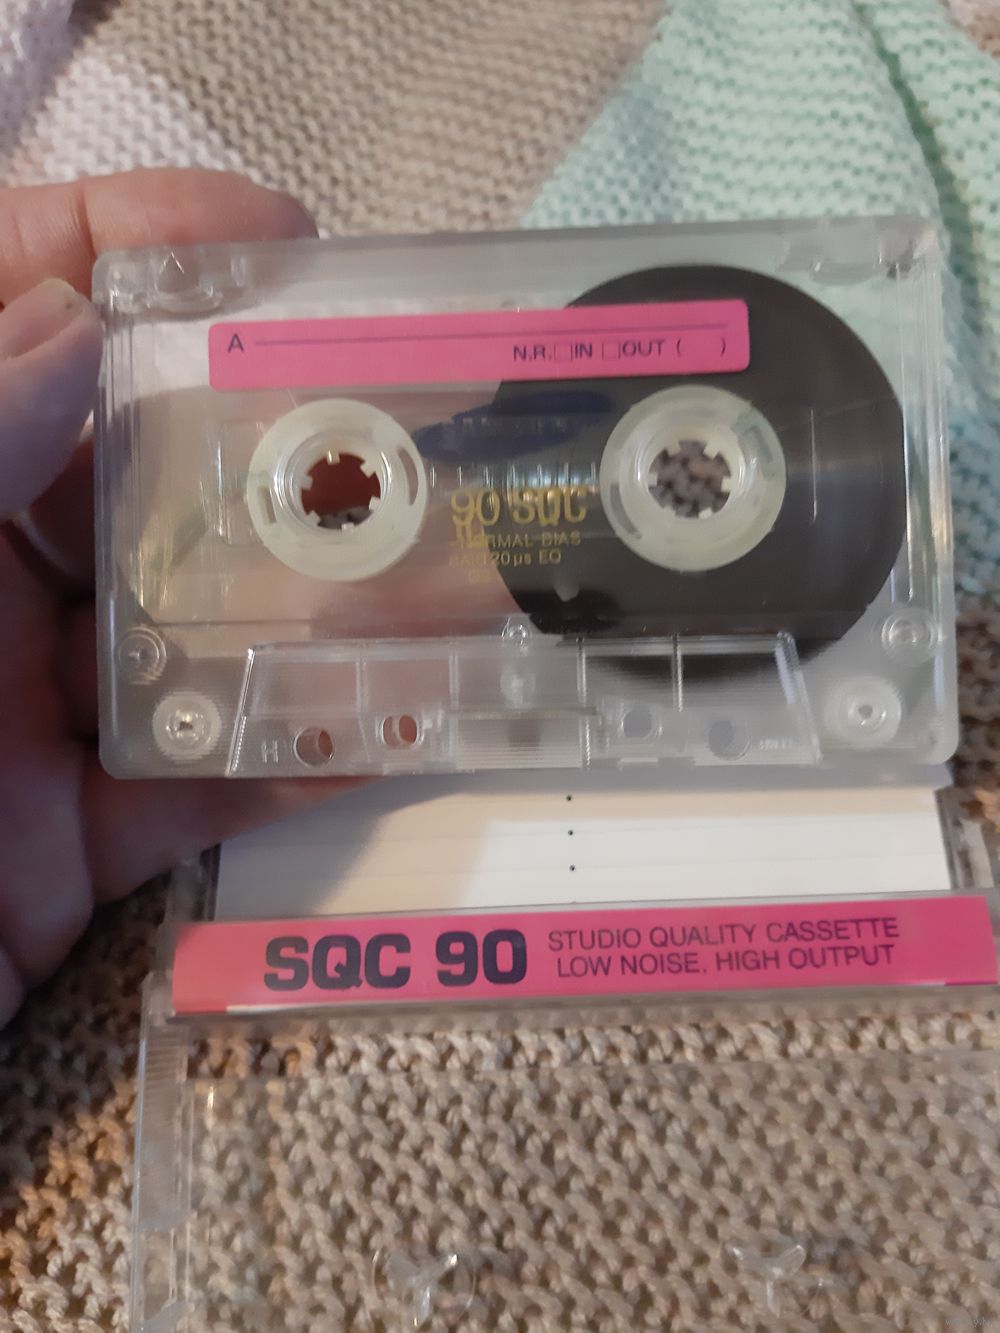 A
N.R. □IN □OUT ( )
90 SQC
NORMAL BIAS
120µs EQ
SQC 90
STUDIO QUALITY CASSETTE
LOW NOISE, HIGH OUTPUT